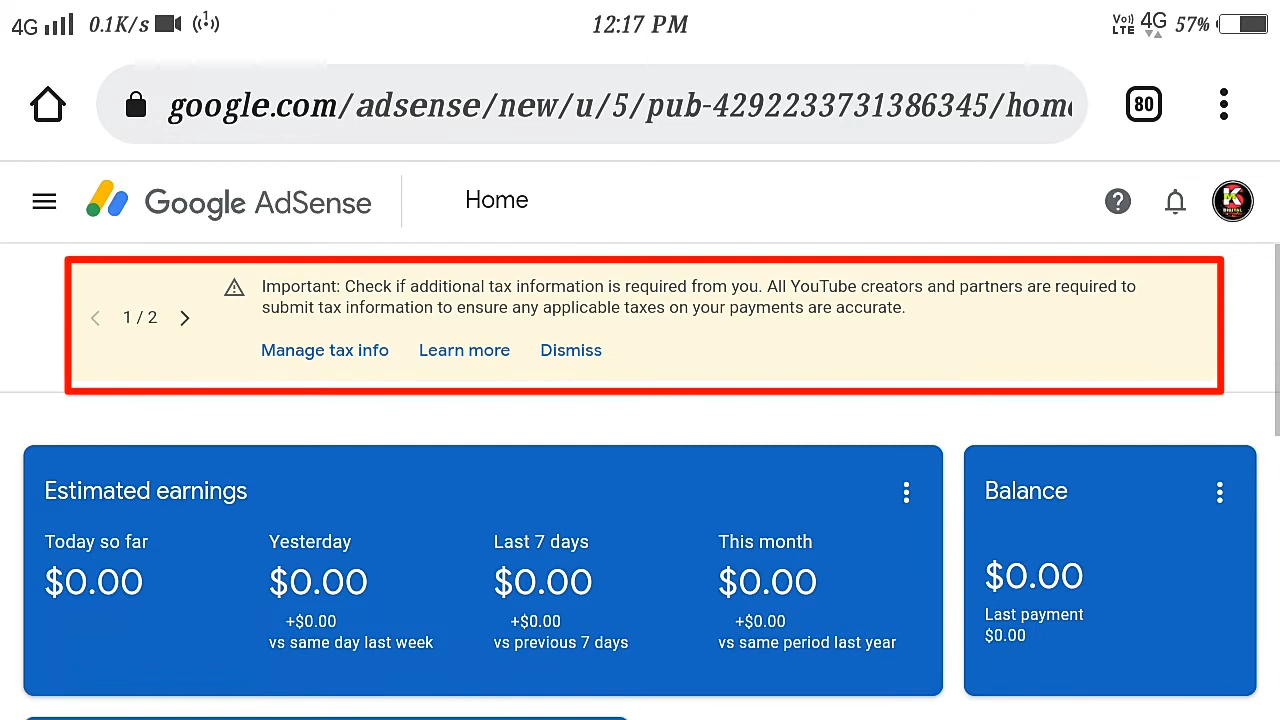 4G 0.1K/s 12:17 PM Vo)) LTE 4G 57%
google.com/adsense/new/u/5/pub-4292233731386345/home
80
Google AdSense Home
K DIGITAL
Important: Check if additional tax information is required from you. All YouTube creators and partners are required to
1 / 2
submit tax information to ensure any applicable taxes on your payments are accurate.
Manage tax info Learn more Dismiss
Estimated earnings
Today so far Yesterday Last 7 days This month
$0.00 $0.00 $0.00 $0.00
+$0.00 +$0.00 +$0.00
vs same day last week vs previous 7 days vs same period last year
Balance
$0.00
Last payment
$0.00